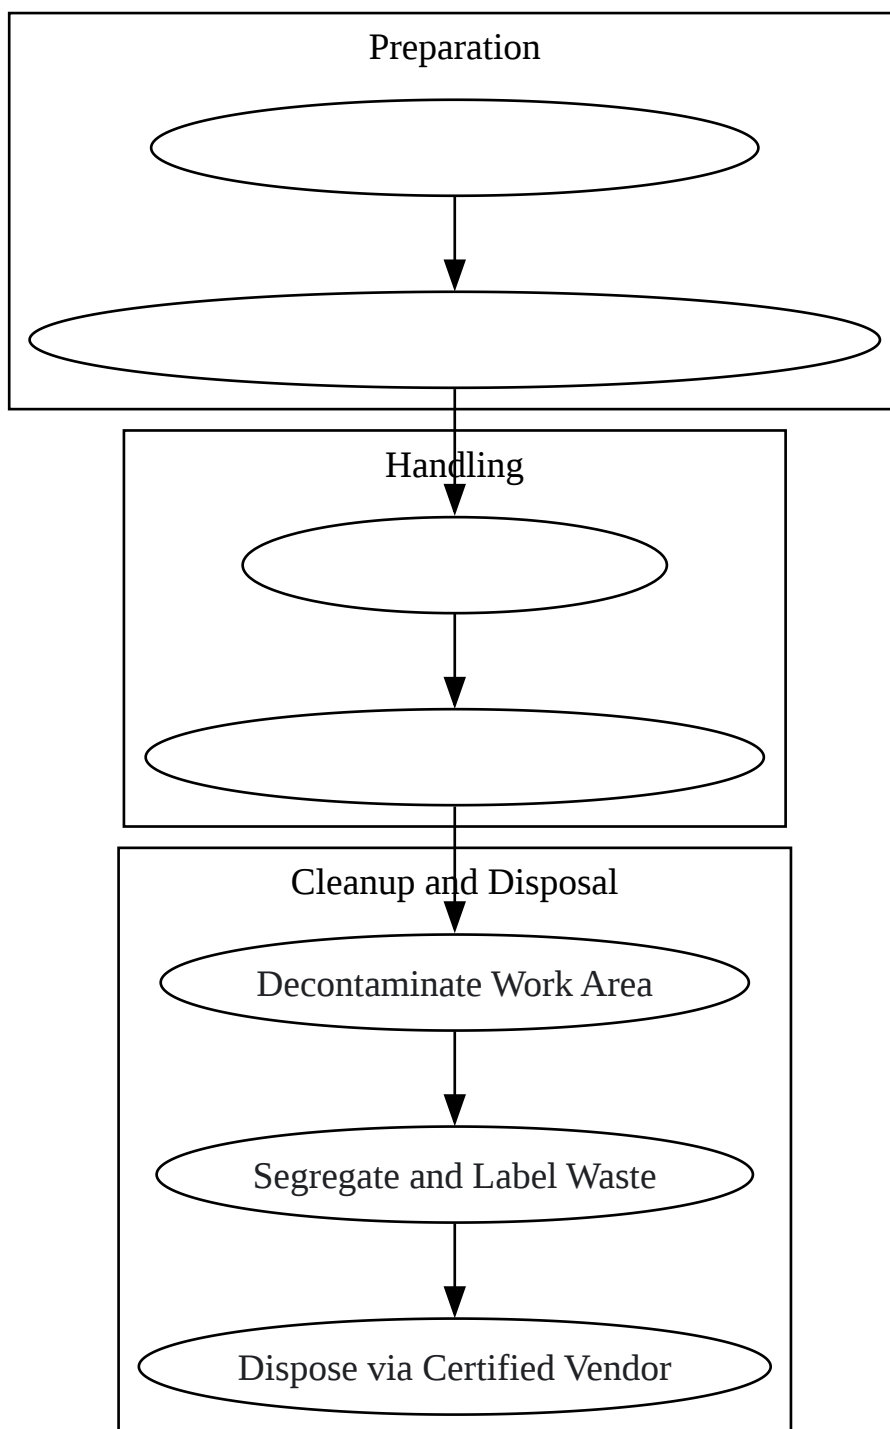 Preparation
Handling
Cleanup and Disposal
Decontaminate Work Area
Segregate and Label Waste
Dispose via Certified Vendor